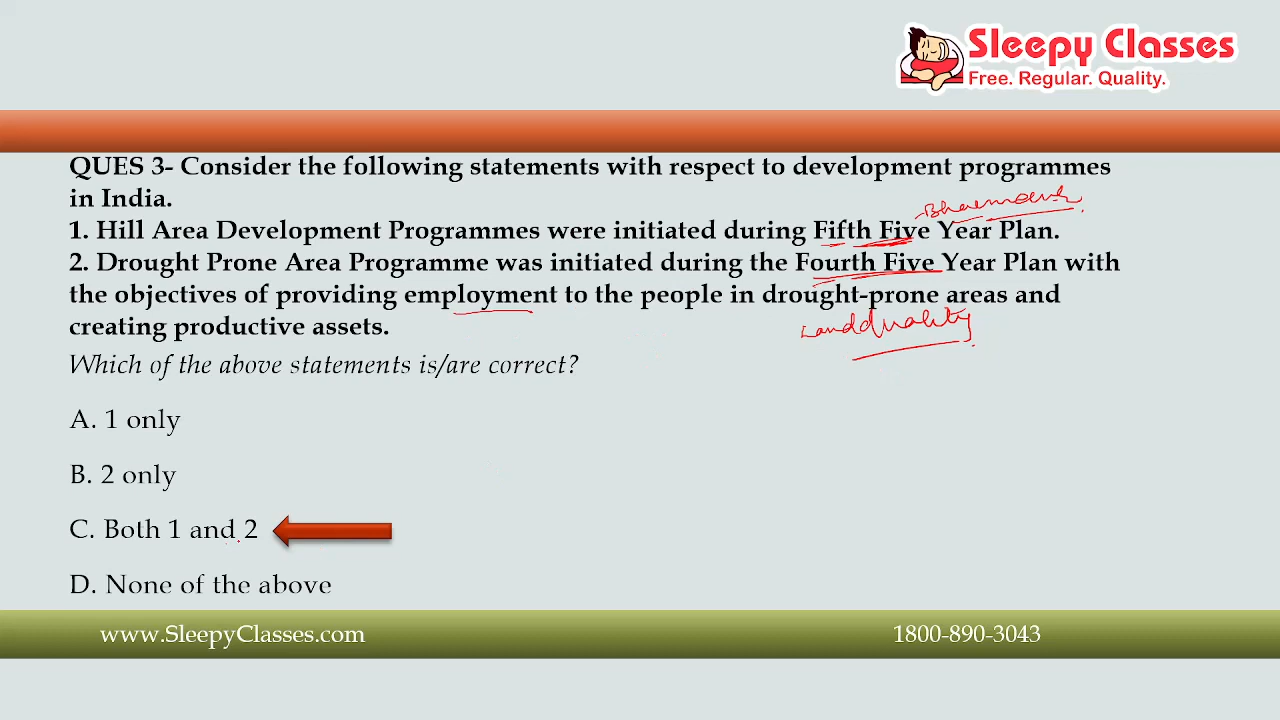 Sleepy Classes
Free. Regular. Quality.
QUES 3- Consider the following statements with respect to development programmes
in India.
1. Hill Area Development Programmes were initiated during Fifth Five Year Plan.
2. Drought Prone Area Programme was initiated during the Fourth Five Year Plan with
the objectives of providing employment to the people in drought-prone areas and
creating productive assets.
Land quality
Which of the above statements is/are correct?
A. 1 only
B. 2 only
C. Both 1 and 2
D. None of the above
www.SleepyClasses.com
1800-890-3043